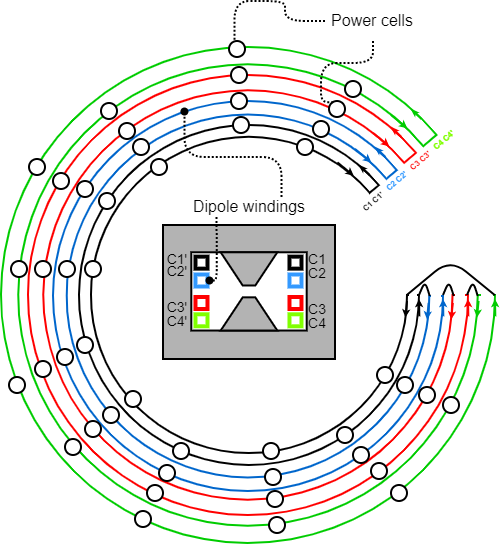 Power cells
C4 C4'
C3 C3'
C2 C2'
C1 C1'
Dipole windings
C1' C1
C2' C2
C3' C3
C4' C4